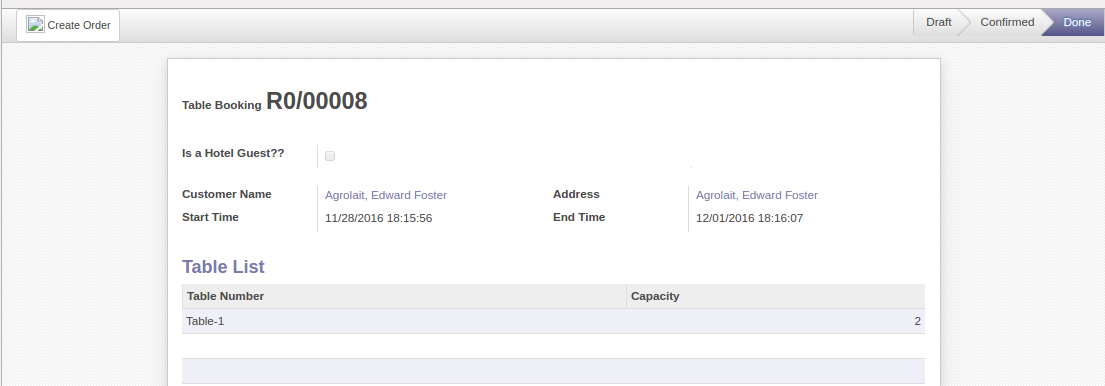 Create Order Draft Confirmed Done
Table Booking R0/00008
Is a Hotel Guest??
Customer Name Agrolait, Edward Foster Address Agrolait, Edward Foster
Start Time 11/28/2016 18:15:56 End Time 12/01/2016 18:16:07
Table List
Table Number Capacity
Table-1 2